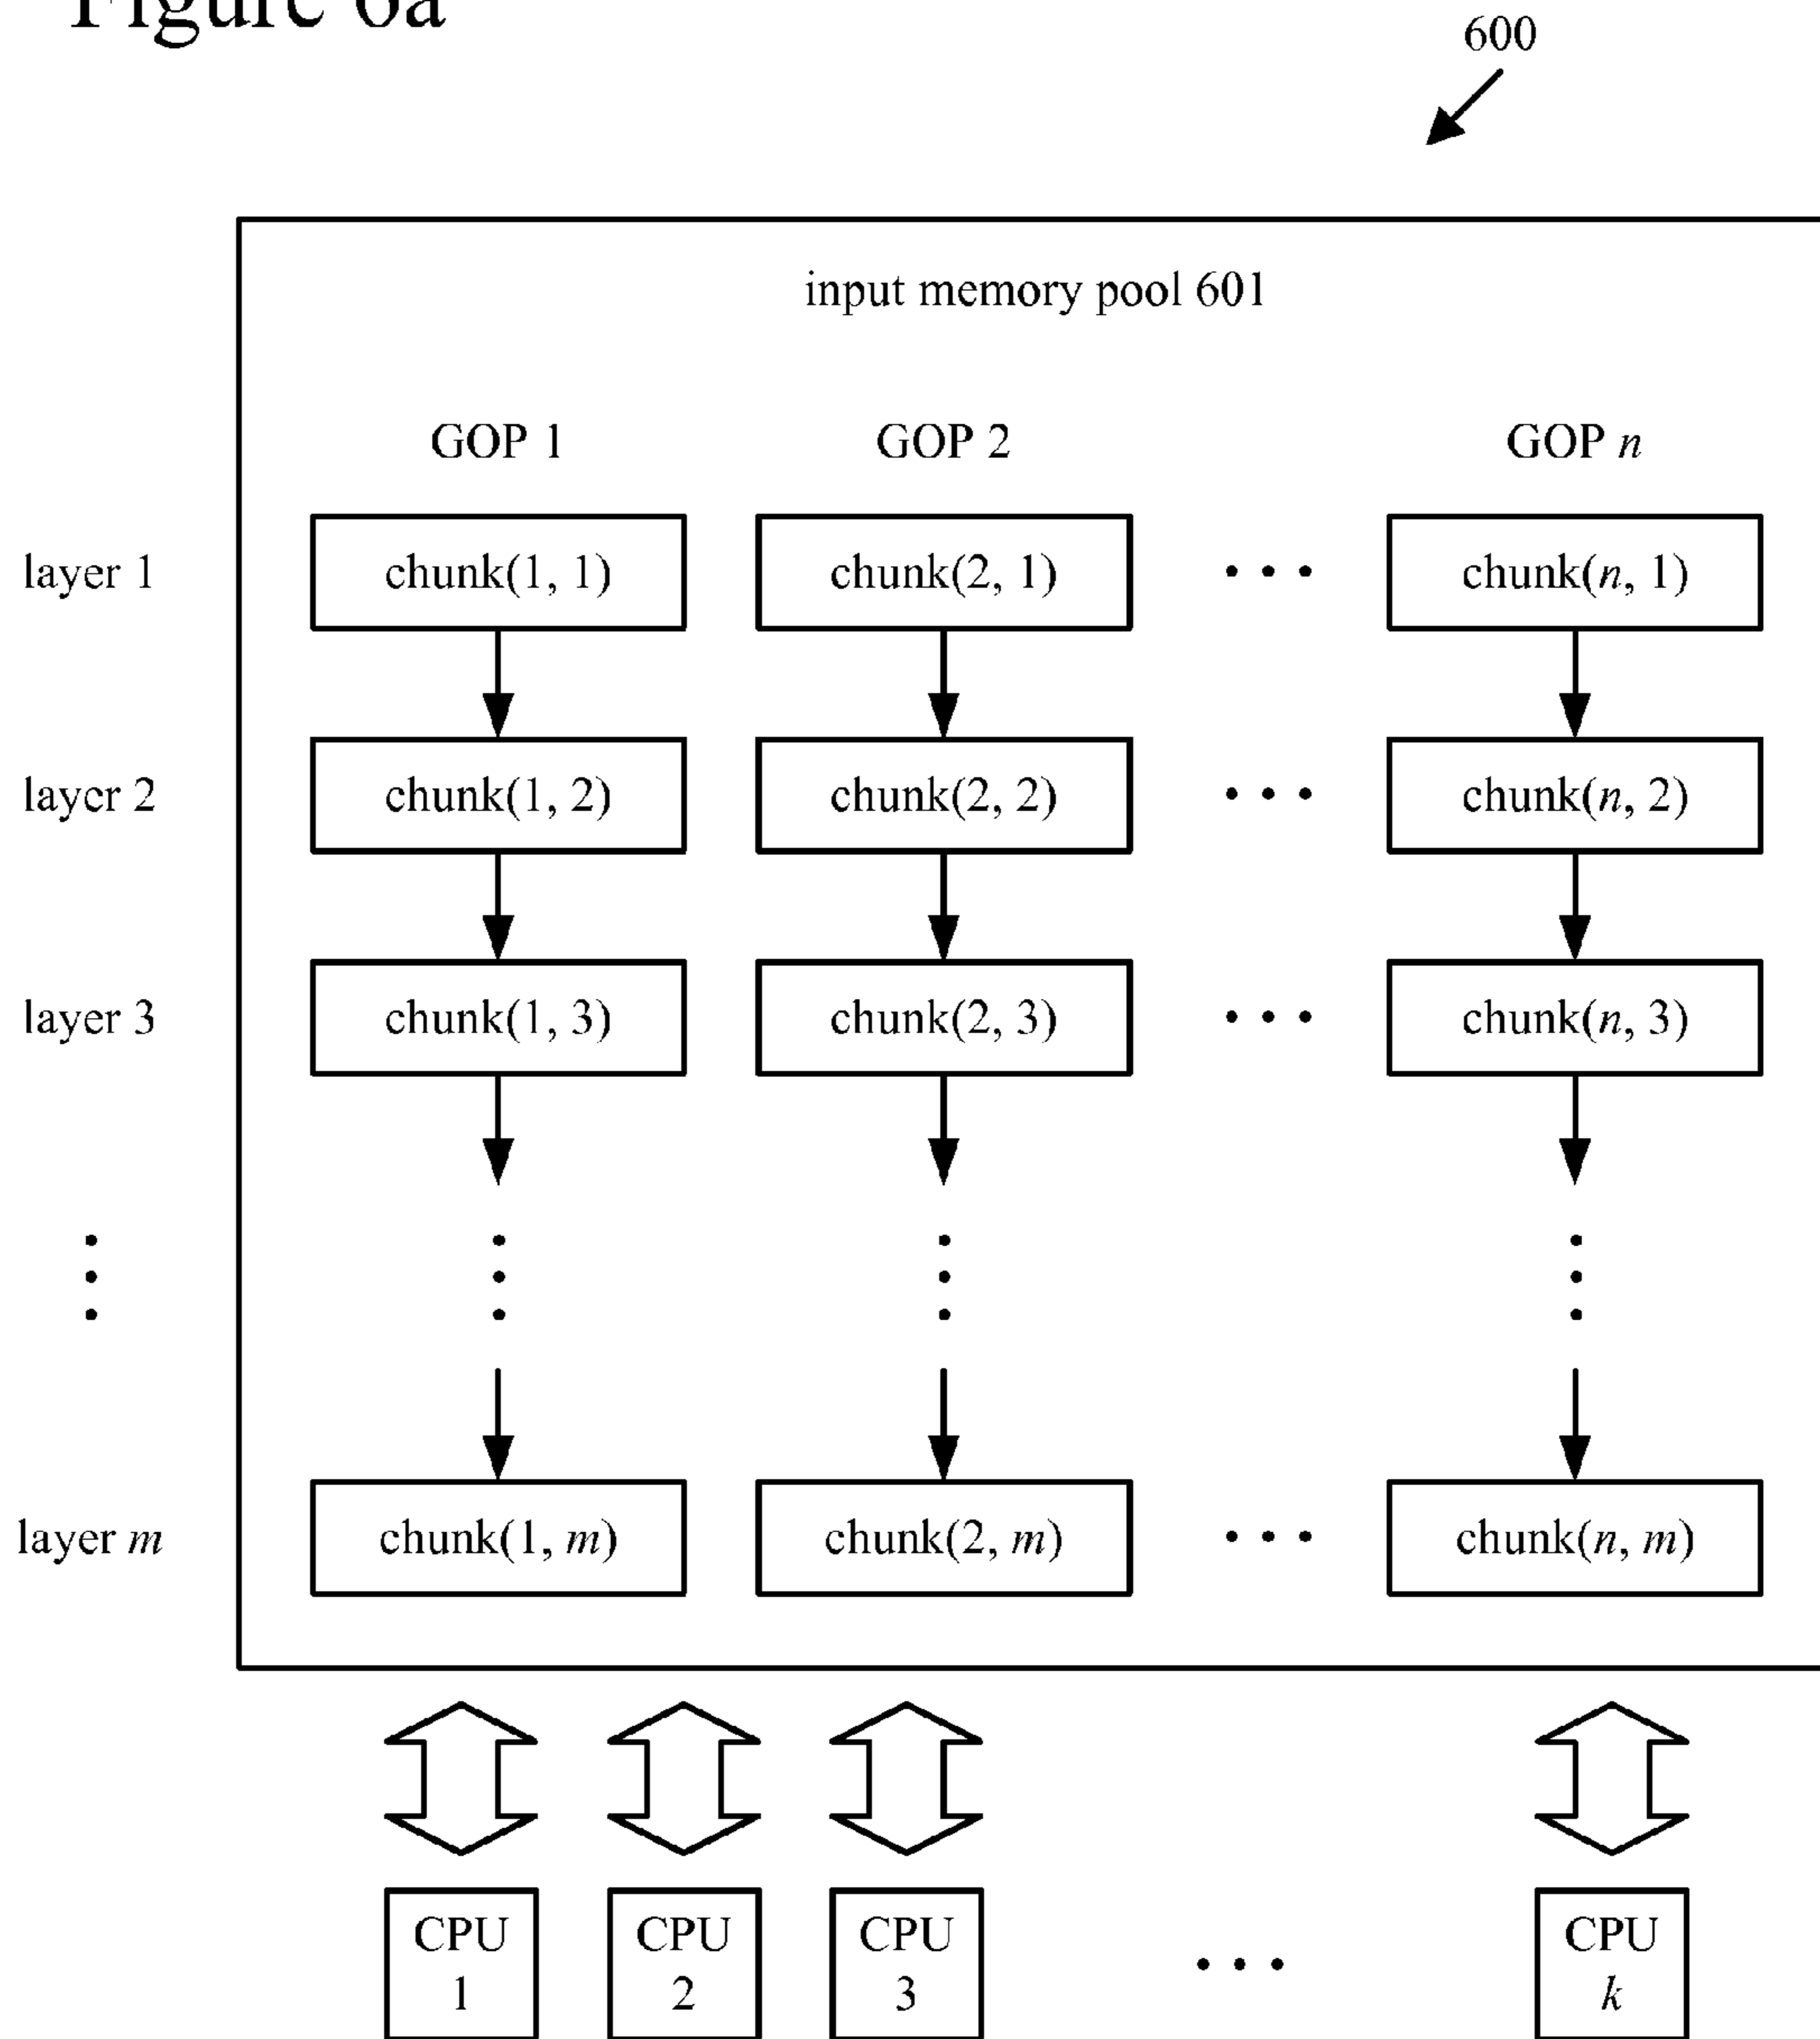 Figure 6a
600
input memory pool 601
GOP 1 GOP 2 GOP n
layer 1 chunk(1, 1) chunk(2, 1) • • • chunk(n, 1)
layer 2 chunk(1, 2) chunk(2, 2) • • • chunk(n, 2)
layer 3 chunk(1, 3) chunk(2, 3) • • • chunk(n, 3)
layer m chunk(1, m) chunk(2, m) • • • chunk(n, m)
CPU CPU CPU CPU
1 2 3 • • • k